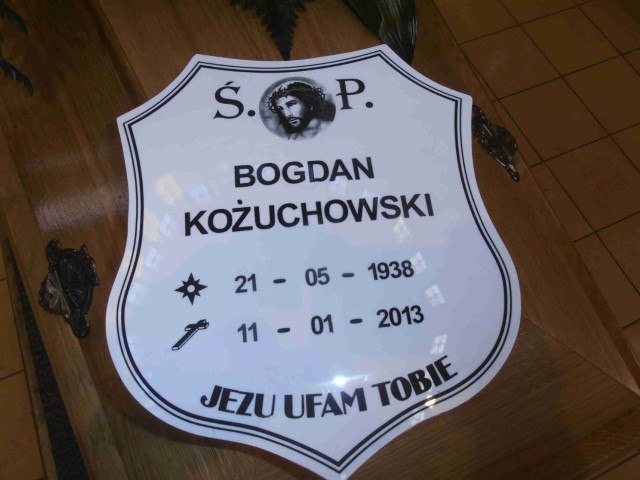 Ś. P.
BOGDAN
KOŻUCHOWSKI
21 - 05 - 1938
11 - 01 - 2013
JEZU UFAM TOBIE